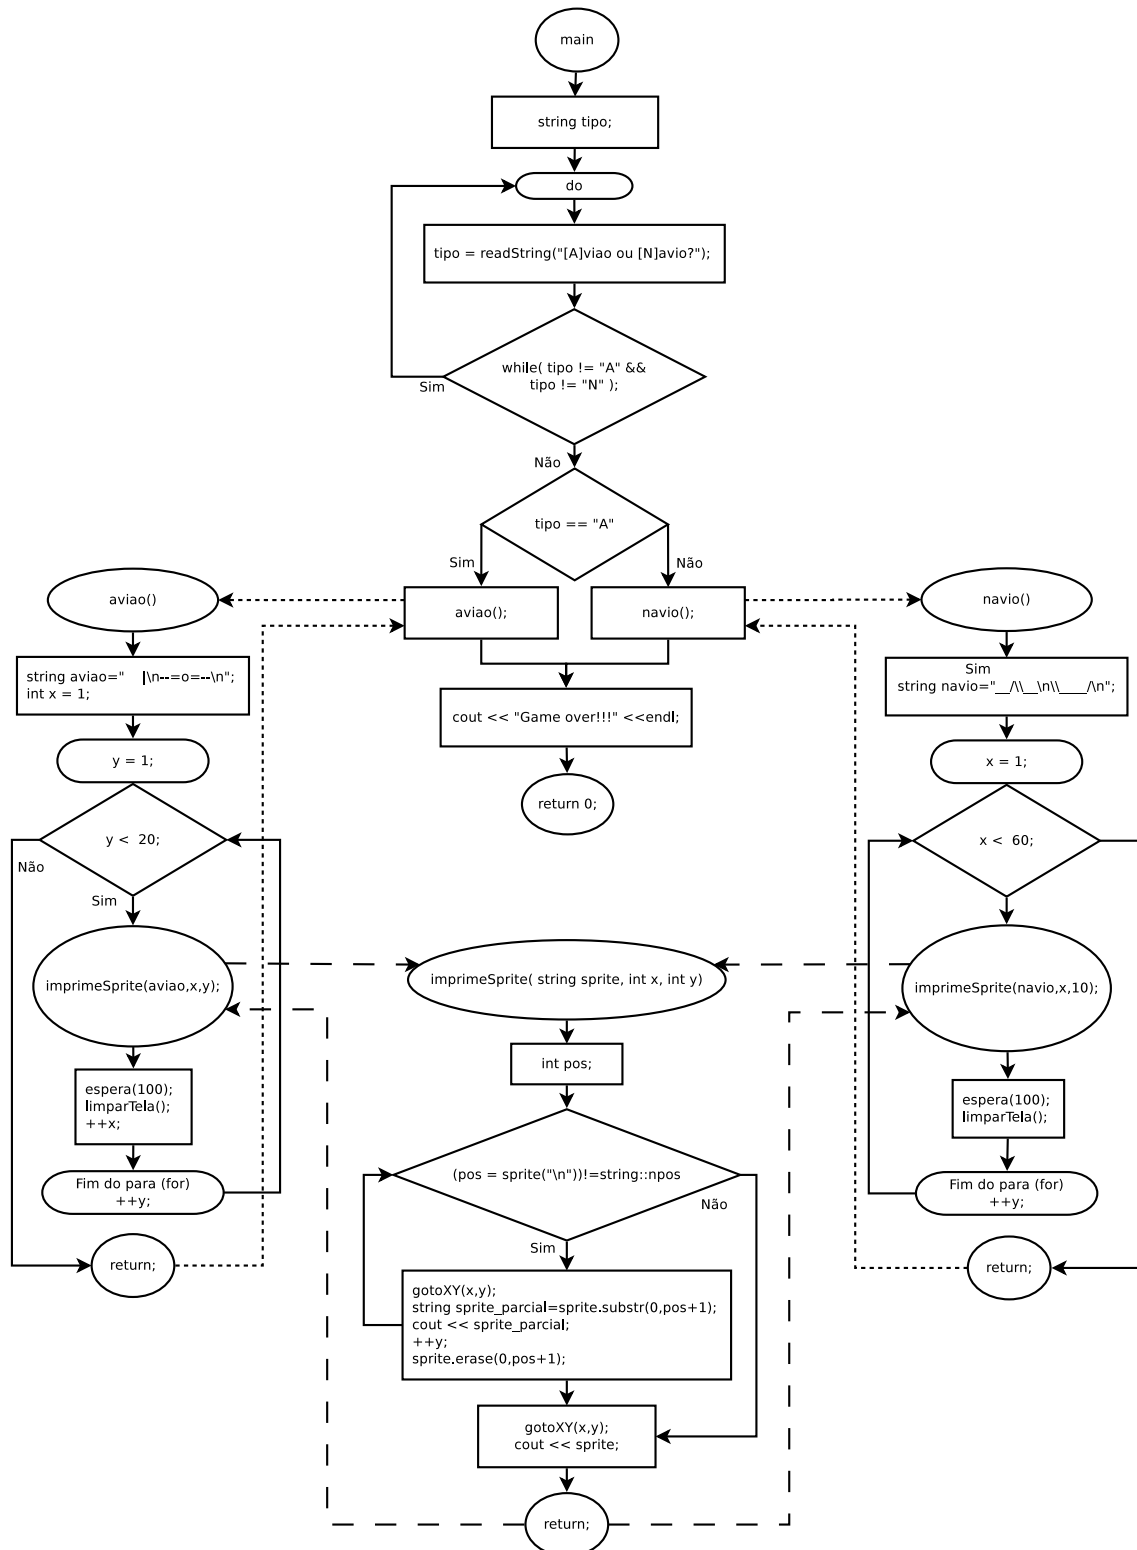 main
string tipo;
do
tipo = readString("[A]viao ou [N]avio?");
while( tipo != "A" &&
tipo != "N" );
Sim
Não
tipo == "A"
Sim
Não
aviao();
navio();
cout << "Game over!!!" <<endl;
return 0;
aviao()
string aviao="    |\n--=o=--\n";
int x = 1;
y = 1;
y <  20;
Não
Sim
imprimeSprite(aviao,x,y);
espera(100);
limparTela();
++x;
Fim do para (for)
++y;
return;
imprimeSprite( string sprite, int x, int y)
int pos;
(pos = sprite("\n"))!=string::npos
Não
Sim
gotoXY(x,y);
string sprite_parcial=sprite.substr(0,pos+1);
cout << sprite_parcial;
++y;
sprite.erase(0,pos+1);
gotoXY(x,y);
cout << sprite;
return;
navio()
Sim
string navio="__/\\__\n\\____/\n";
x = 1;
x <  60;
imprimeSprite(navio,x,10);
espera(100);
limparTela();
Fim do para (for)
++y;
return;